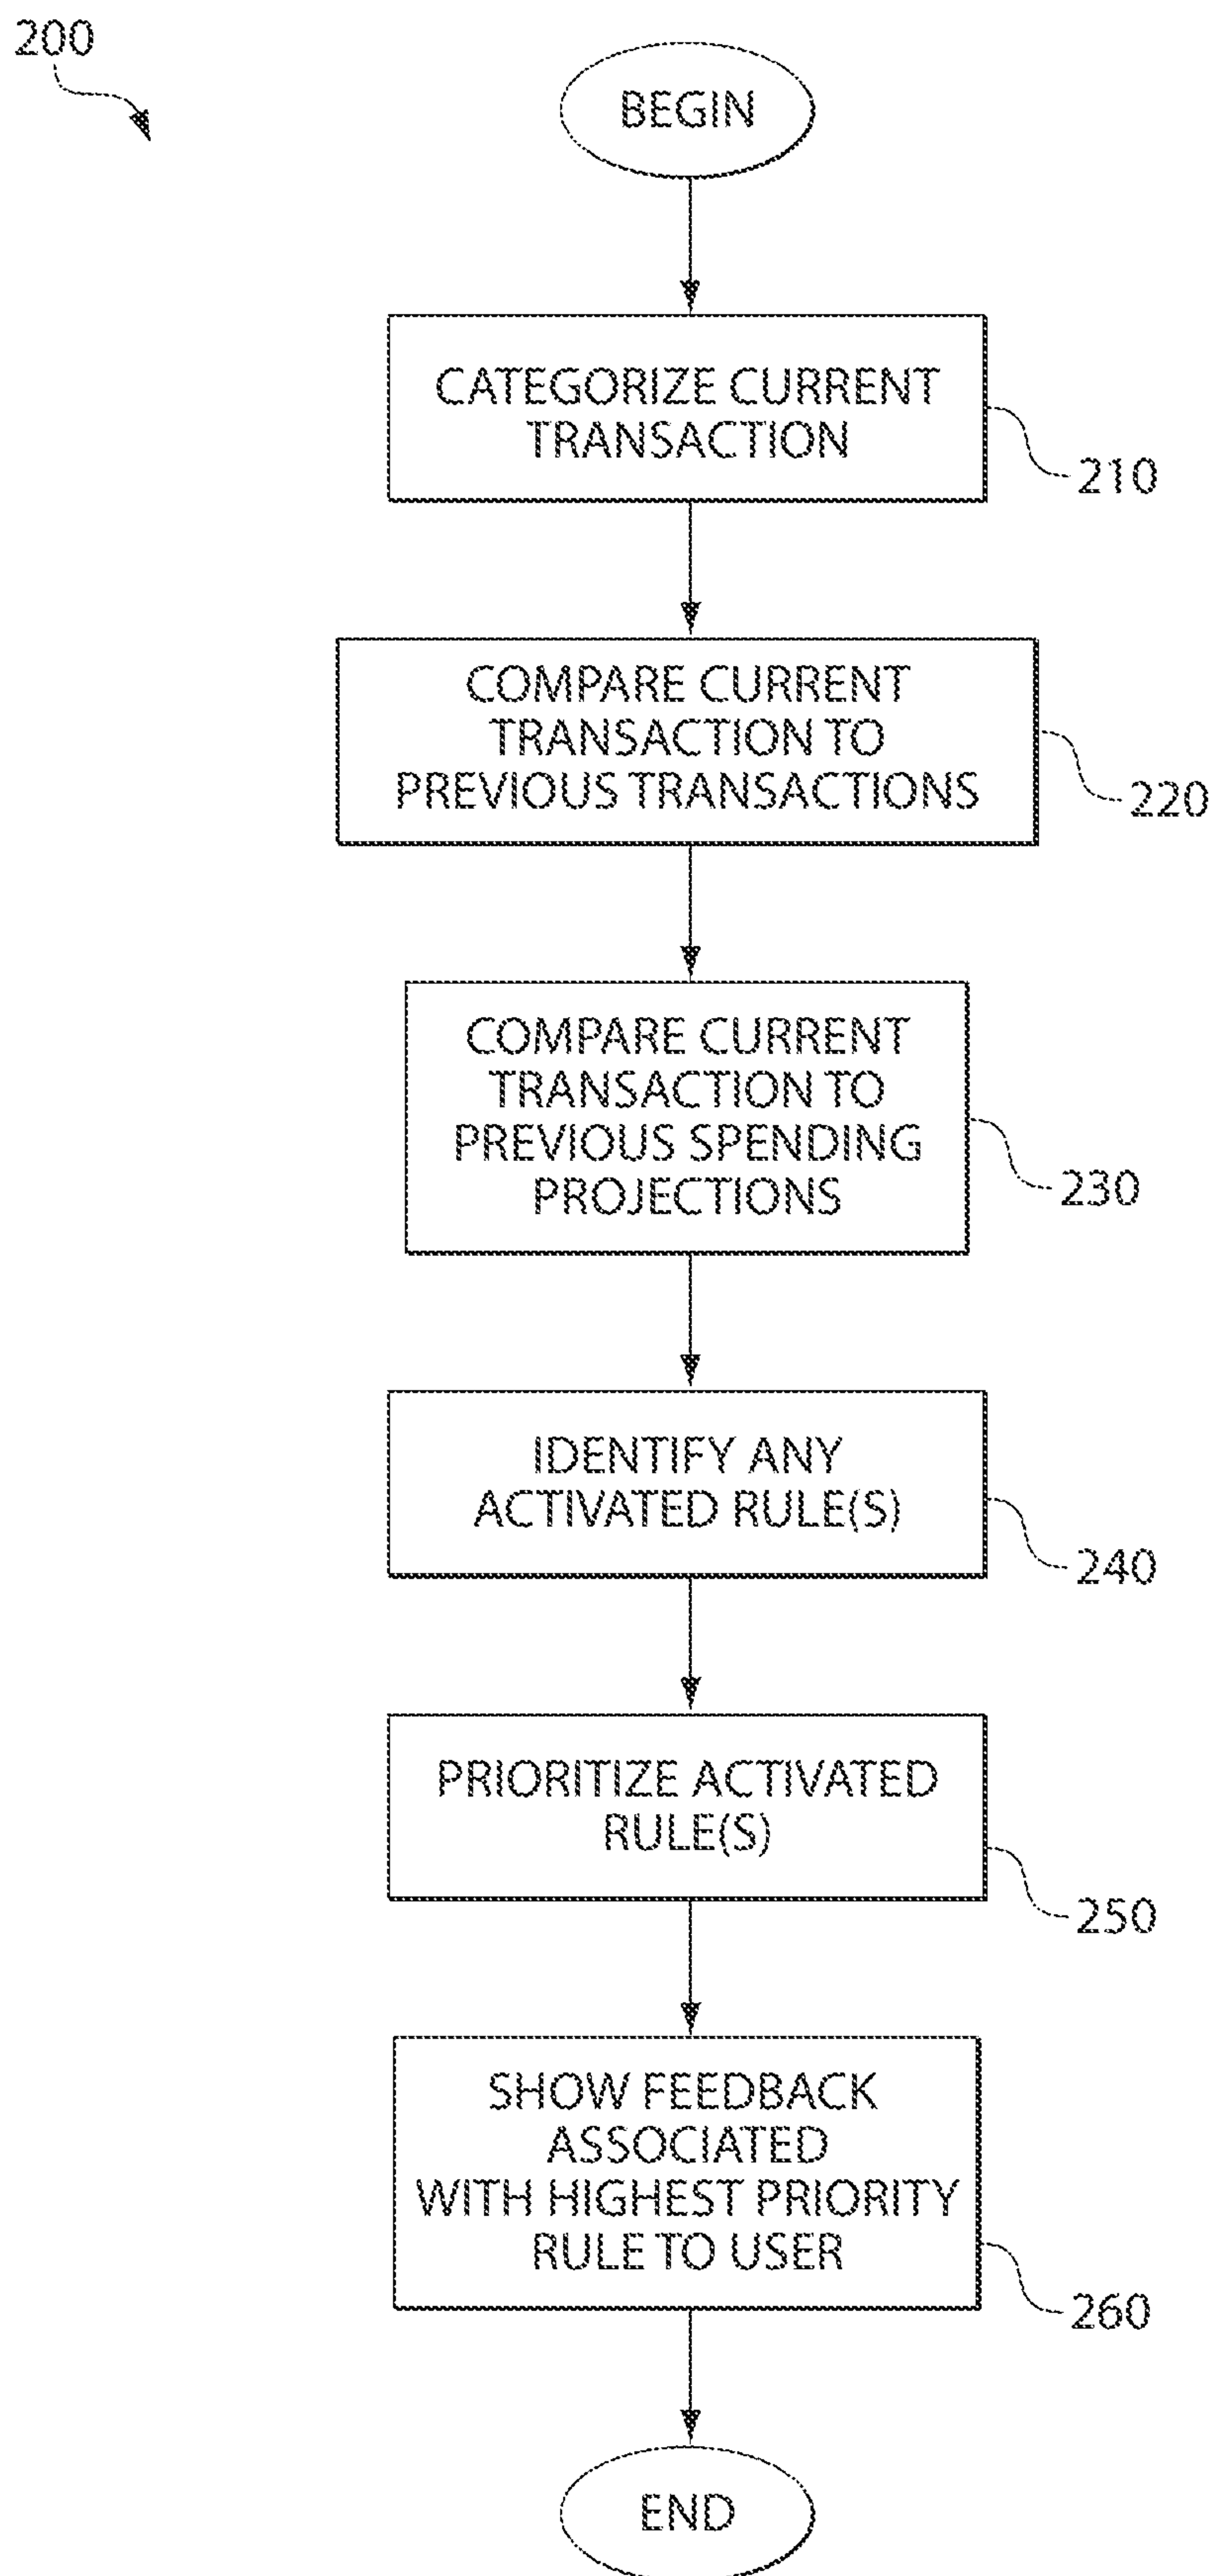 200
BEGIN
CATEGORIZE CURRENT
TRANSACTION
210
COMPARE CURRENT
TRANSACTION TO
PREVIOUS TRANSACTIONS
220
COMPARE CURRENT
TRANSACTION TO
PREVIOUS SPENDING
PROJECTIONS
230
IDENTIFY ANY
ACTIVATED RULE(S)
240
PRIORITIZE ACTIVATED
RULE(S)
250
SHOW FEEDBACK
ASSOCIATED
WITH HIGHEST PRIORITY
RULE TO USER
260
END